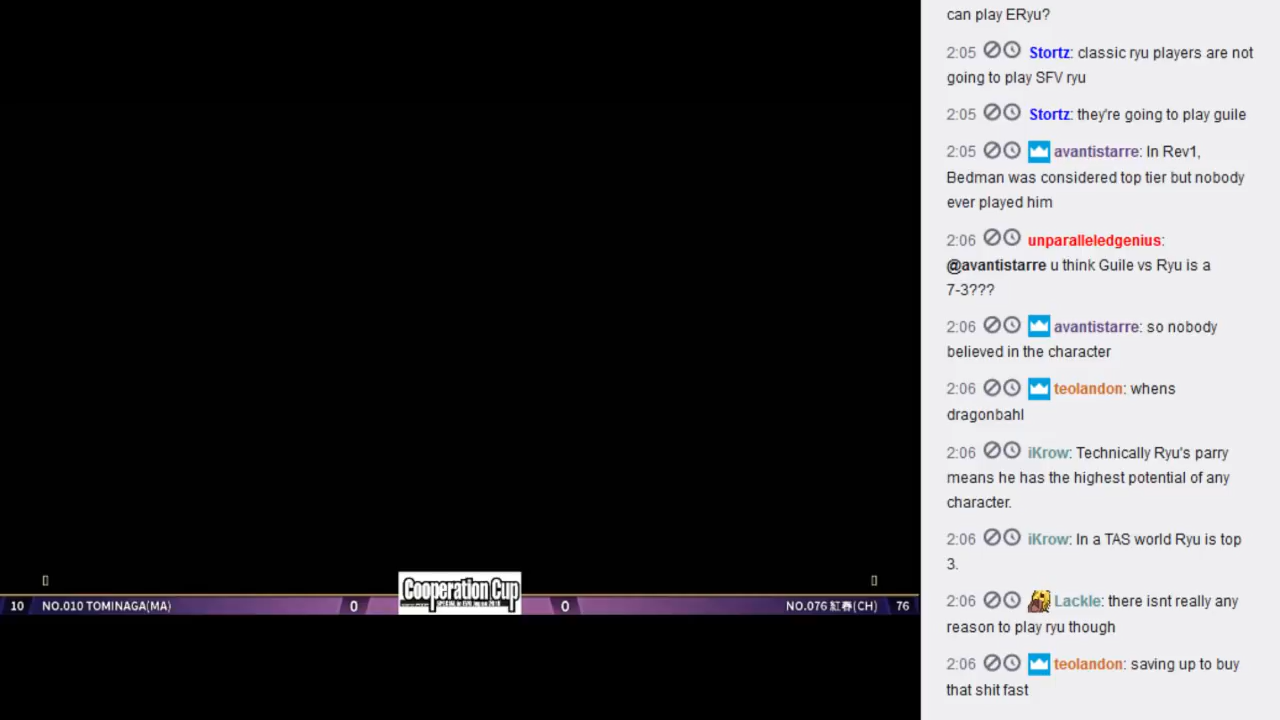 can play ERyu?
2:05 Stortz: classic ryu players are not
going to play SFV ryu
2:05 Stortz: they're going to play guile
2:05 avantistarre: In Rev1,
Bedman was considered top tier but nobody
ever played him
2:06 unparalleledgenius:
@avantistarre u think Guile vs Ryu is a
7-3???
2:06 avantistarre: so nobody
believed in the character
2:06 teolandon: whens
dragonbahl
2:06 iKrow: Technically Ryu's parry
means he has the highest potential of any
character.
2:06 iKrow: In a TAS world Ryu is top
3.
2:06 Lackle: there isnt really any
reason to play ryu though
2:06 teolandon: saving up to buy
that shit fast
Cooperation Cup
10 NO.010 TOMINAGA(MA) 0 0 NO.076 紅春(CH) 76